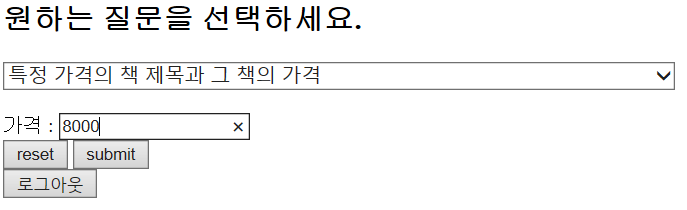 원하는 질문을 선택하세요.
특정 가격의 책 제목과 그 책의 가격
가격 : 8000
reset submit
로그아웃